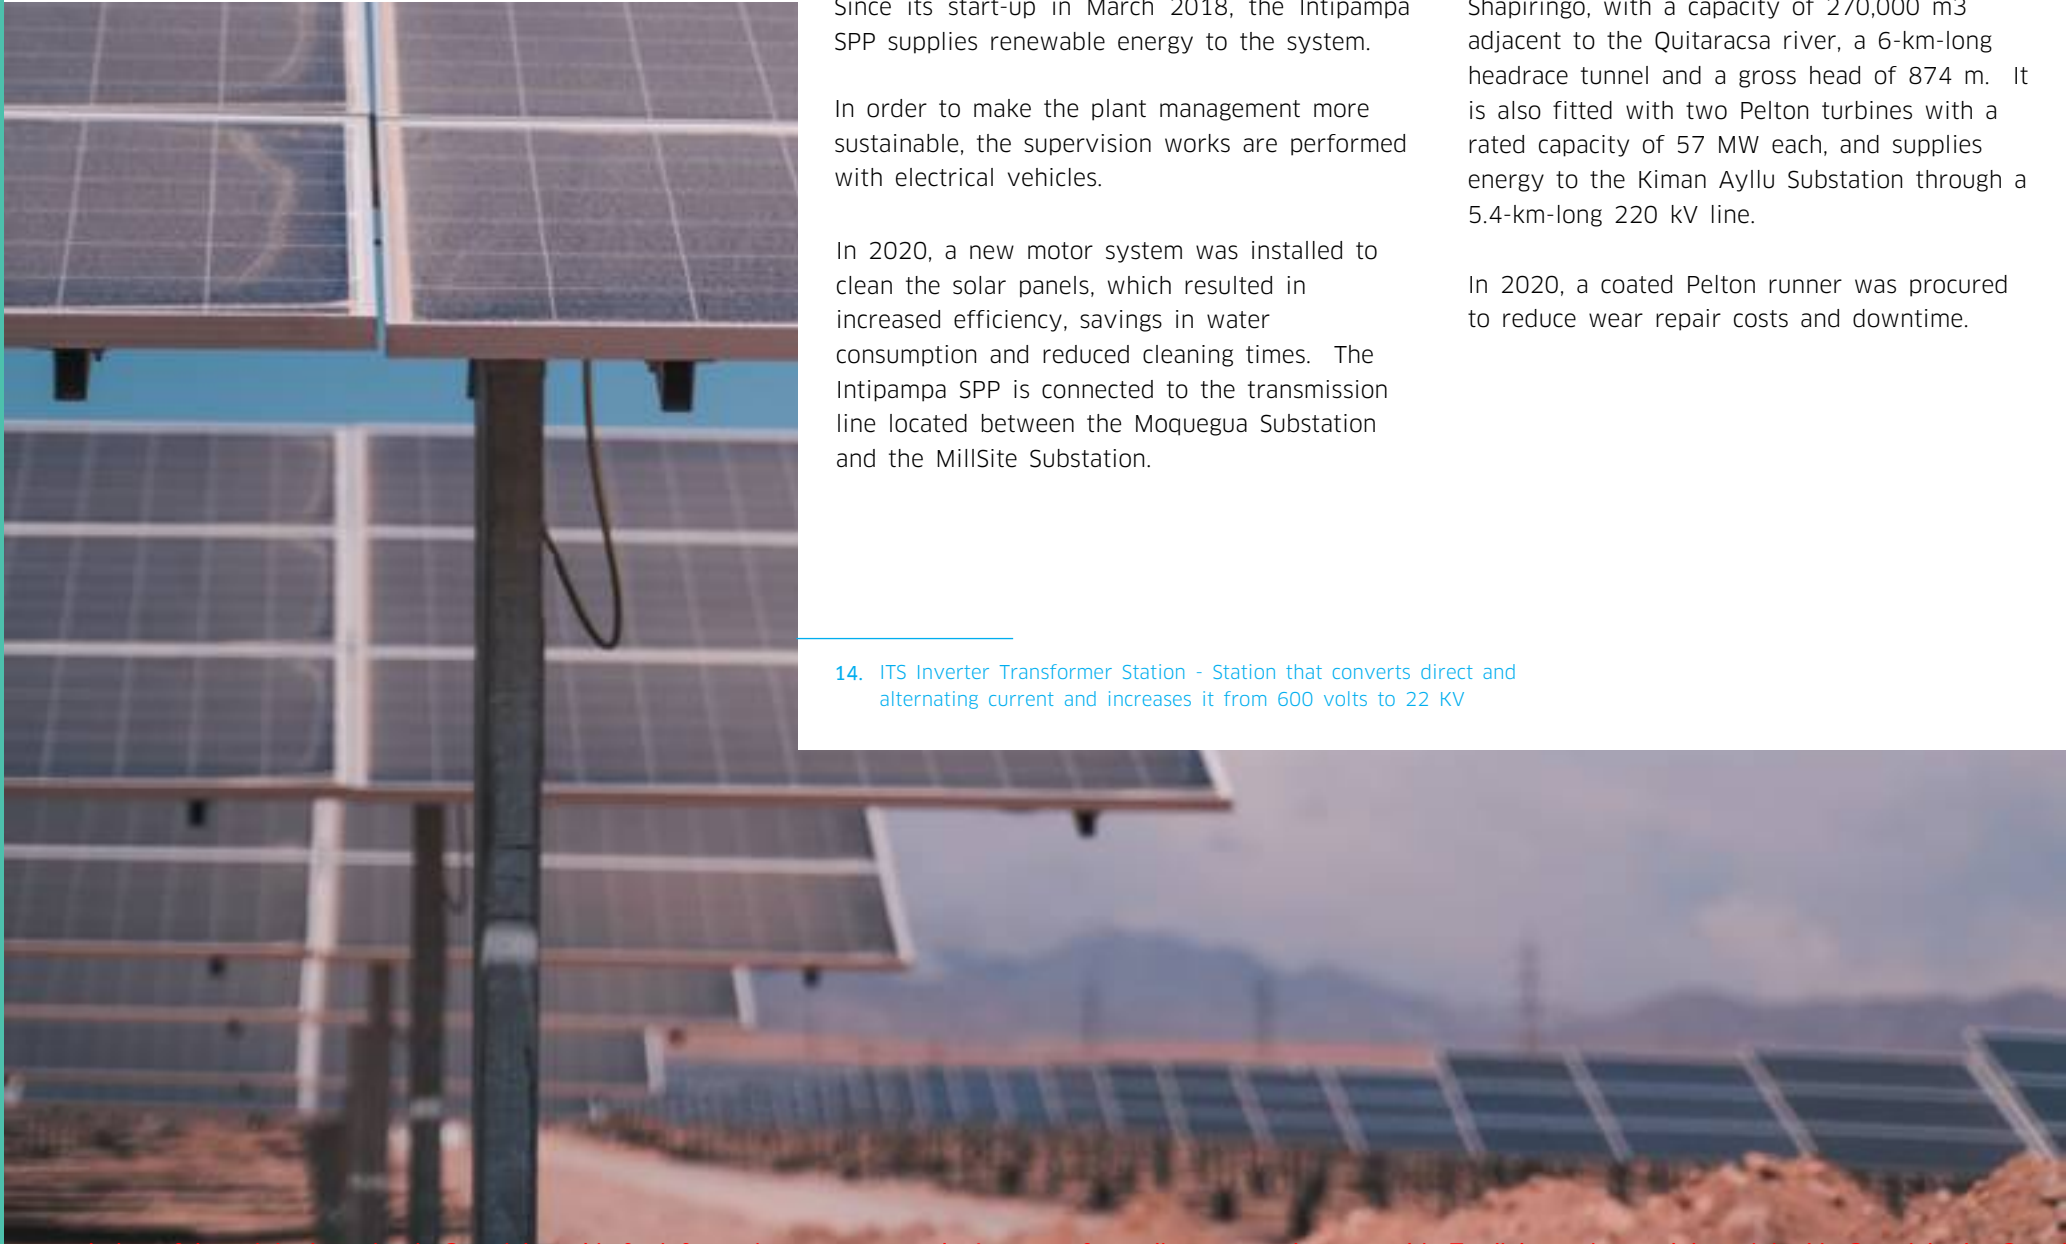 Since its start-up in March 2018, the Intipampa
SPP supplies renewable energy to the system.
In order to make the plant management more
sustainable, the supervision works are performed
with electrical vehicles.
In 2020, a new motor system was installed to
clean the solar panels, which resulted in
increased efficiency, savings in water
consumption and reduced cleaning times. The
Intipampa SPP is connected to the transmission
line located between the Moquegua Substation
and the MillSite Substation.
Shapiringo, with a capacity of 270,000 m3
adjacent to the Quitaracsa river, a 6-km-long
headrace tunnel and a gross head of 874 m. It
is also fitted with two Pelton turbines with a
rated capacity of 57 MW each, and supplies
energy to the Kiman Ayllu Substation through a
5.4-km-long 220 kV line.
In 2020, a coated Pelton runner was procured
to reduce wear repair costs and downtime.
14. ITS Inverter Transformer Station - Station that converts direct and
alternating current and increases it from 600 volts to 22 KV